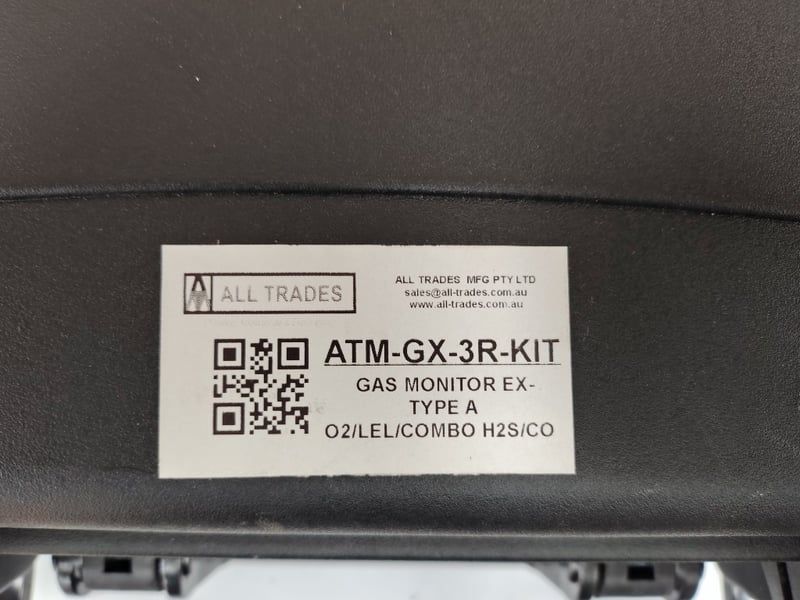 ALL TRADES
ALL TRADES MFG PTY LTD
sales@all-trades.com.au
www.all-trades.com.au
ATM-GX-3R-KIT
GAS MONITOR EX-
TYPE A
O2/LEL/COMBO H2S/CO